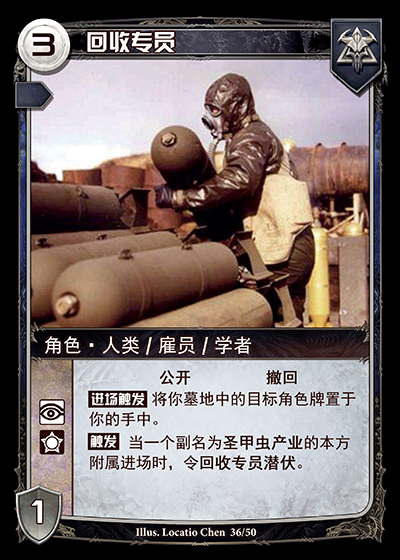 3
回收专员
角色·人类 / 雇员 / 学者
公开 撤回
进场触发 将你墓地中的目标角色牌置于
你的手中。
触发 当一个副名为圣甲虫产业的本方
附属进场时，令回收专员潜伏。
1
Illus. Locatio Chen 36/50